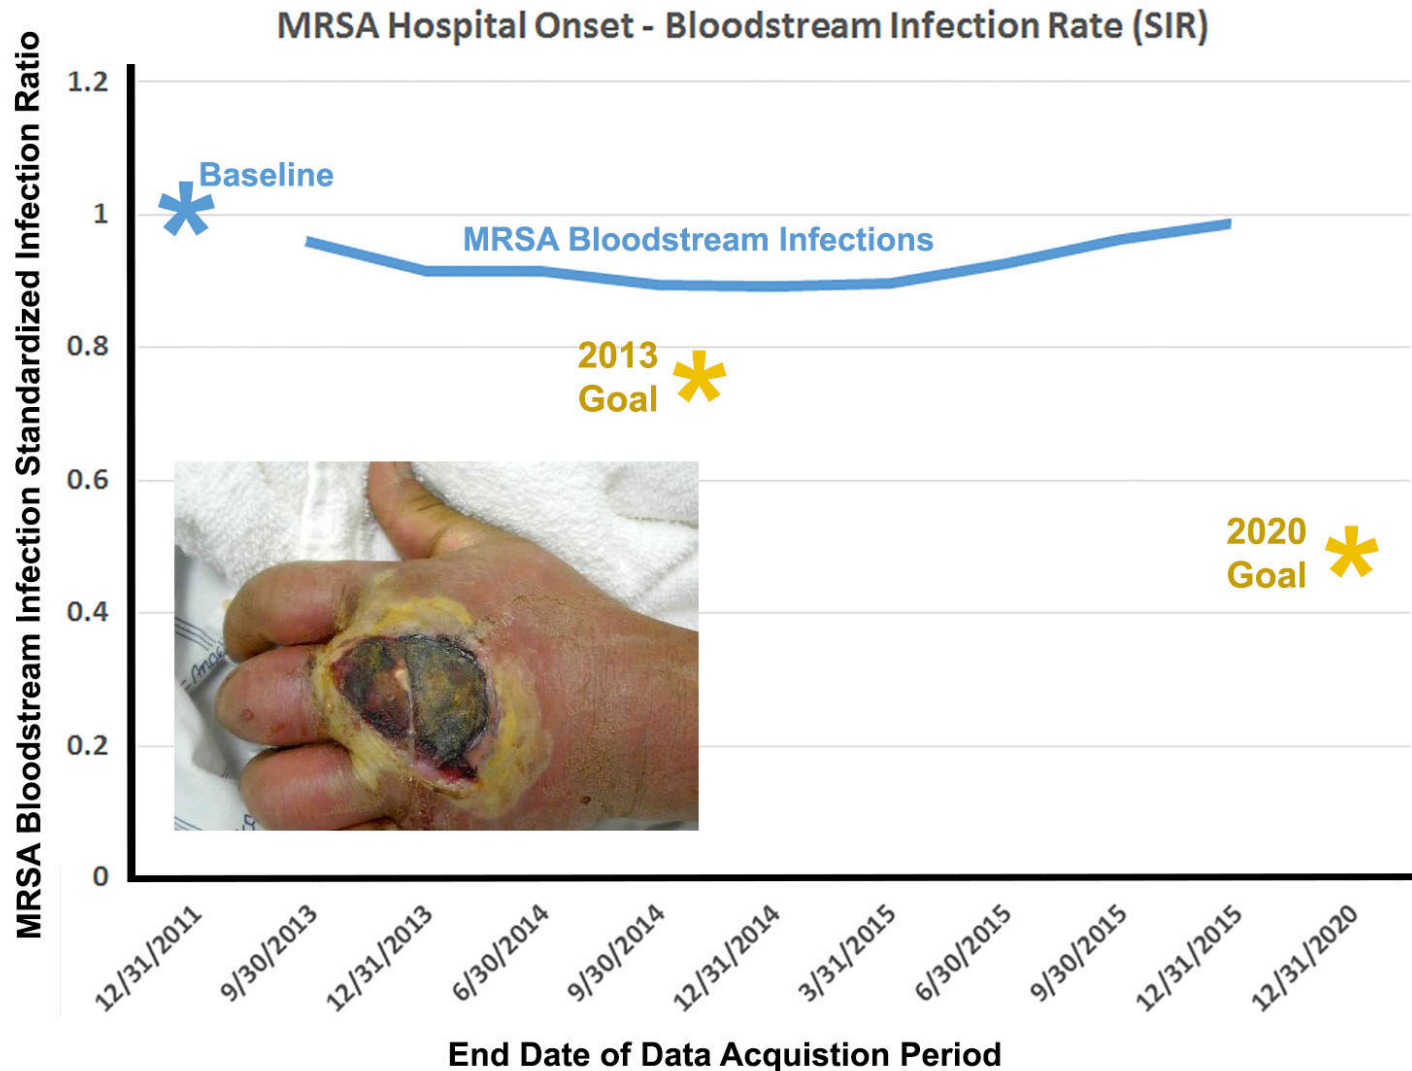 MRSA Hospital Onset - Bloodstream Infection Rate (SIR)
MRSA Bloodstream Infection Standardized Infection Ratio
1.2
1
0.8
0.6
0.4
0.2
0
Baseline
MRSA Bloodstream Infections
2013
Goal
2020
Goal
12/31/2011
9/30/2013
12/31/2013
6/30/2014
9/30/2014
12/31/2014
3/31/2015
6/30/2015
9/30/2015
12/31/2015
12/31/2020
End Date of Data Acquistion Period